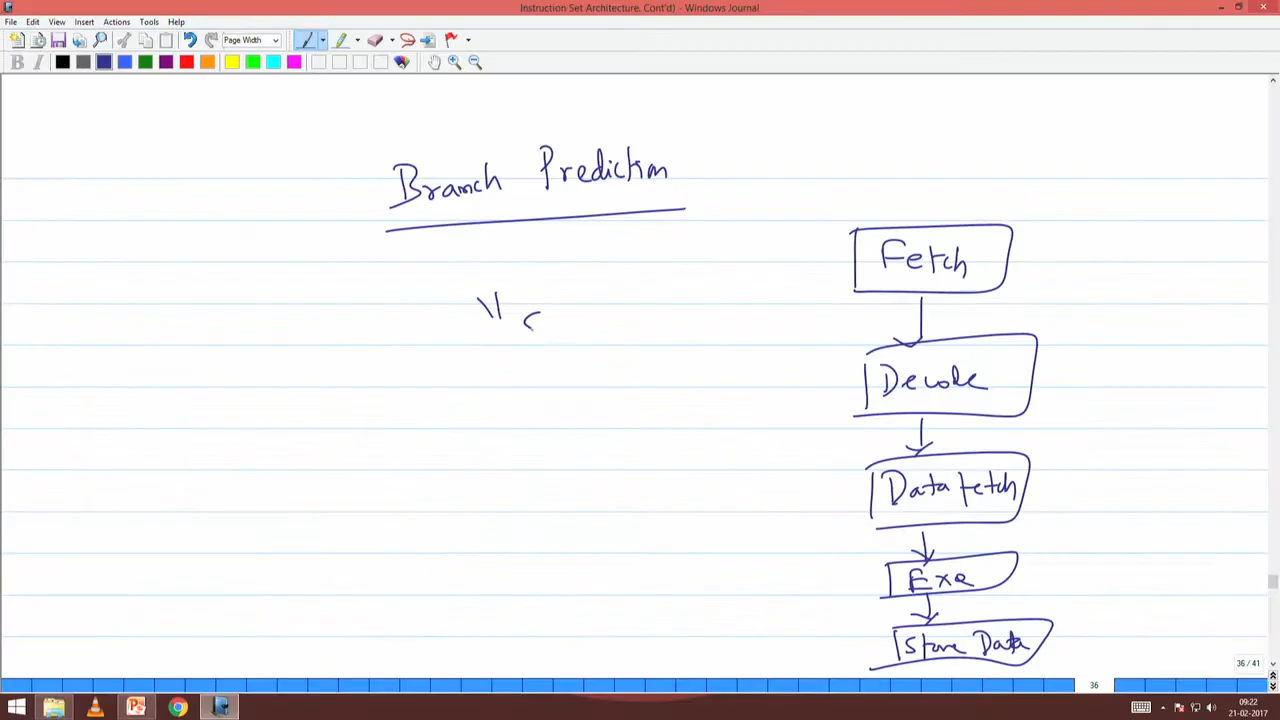 Instruction Set Architecture. Cont'd) - Windows Journal
File Edit View Insert Actions Tools Help
Page Width
B I
Branch Prediction
Fetch
Decode
Data Fetch
Exe
Store Data
36 / 41
36
09:22
21-02-2017